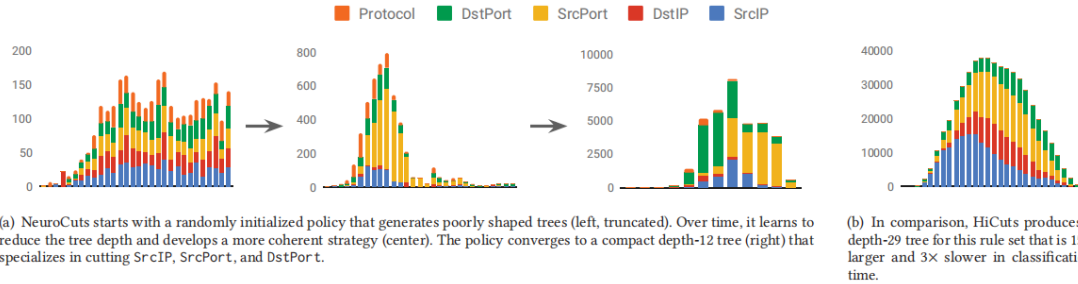 Protocol DstPort SrcPort DstIP SrcIP
200
150
100
50
0
800
600
400
200
0
10000
7500
5000
2500
0
40000
30000
20000
10000
0
(a) NeuroCuts starts with a randomly initialized policy that generates poorly shaped trees (left, truncated). Over time, it learns to
reduce the tree depth and develops a more coherent strategy (center). The policy converges to a compact depth-12 tree (right) that
specializes in cutting SrcIP, SrcPort, and DstPort.
(b) In comparison, HiCuts produces
depth-29 tree for this rule set that is
larger and 3× slower in
time.